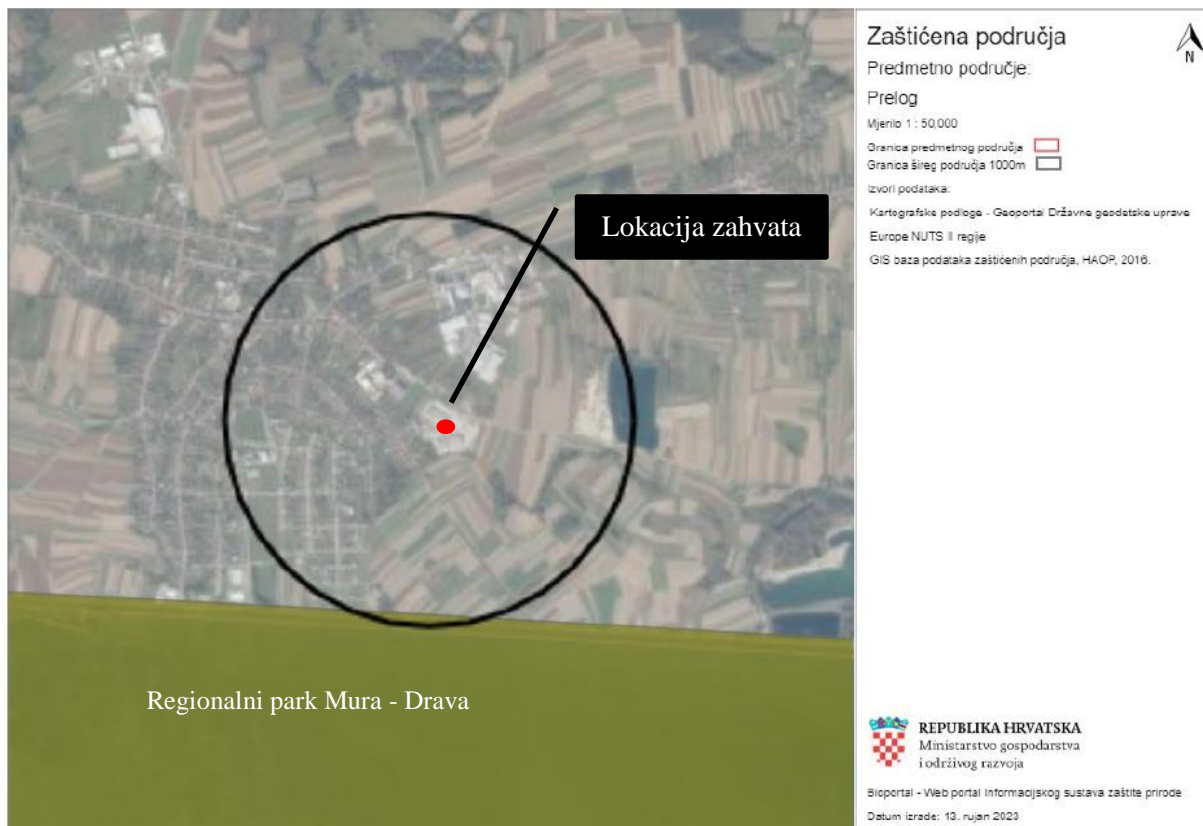 Lokacija zahvata
Regionalni park Mura - Drava
Zaštićena područja
N
Predmetno područje:
Prelog
Mjerilo 1 : 50,000
Granica predmetnog područja
Granica šireg područja 1000m
Izvori podataka:
Kartografske podloge - Geoportal Državne geodetske uprave
Europe NUTS II regije
GIS baza podataka zaštićenih područja, HAOP, 2016.
REPUBLIKA HRVATSKA
Ministarstvo gospodarstva
i održivog razvoja
Bioportal - Web portal Informacijskog sustava zaštite prirode
Datum izrade: 13. rujan 2023